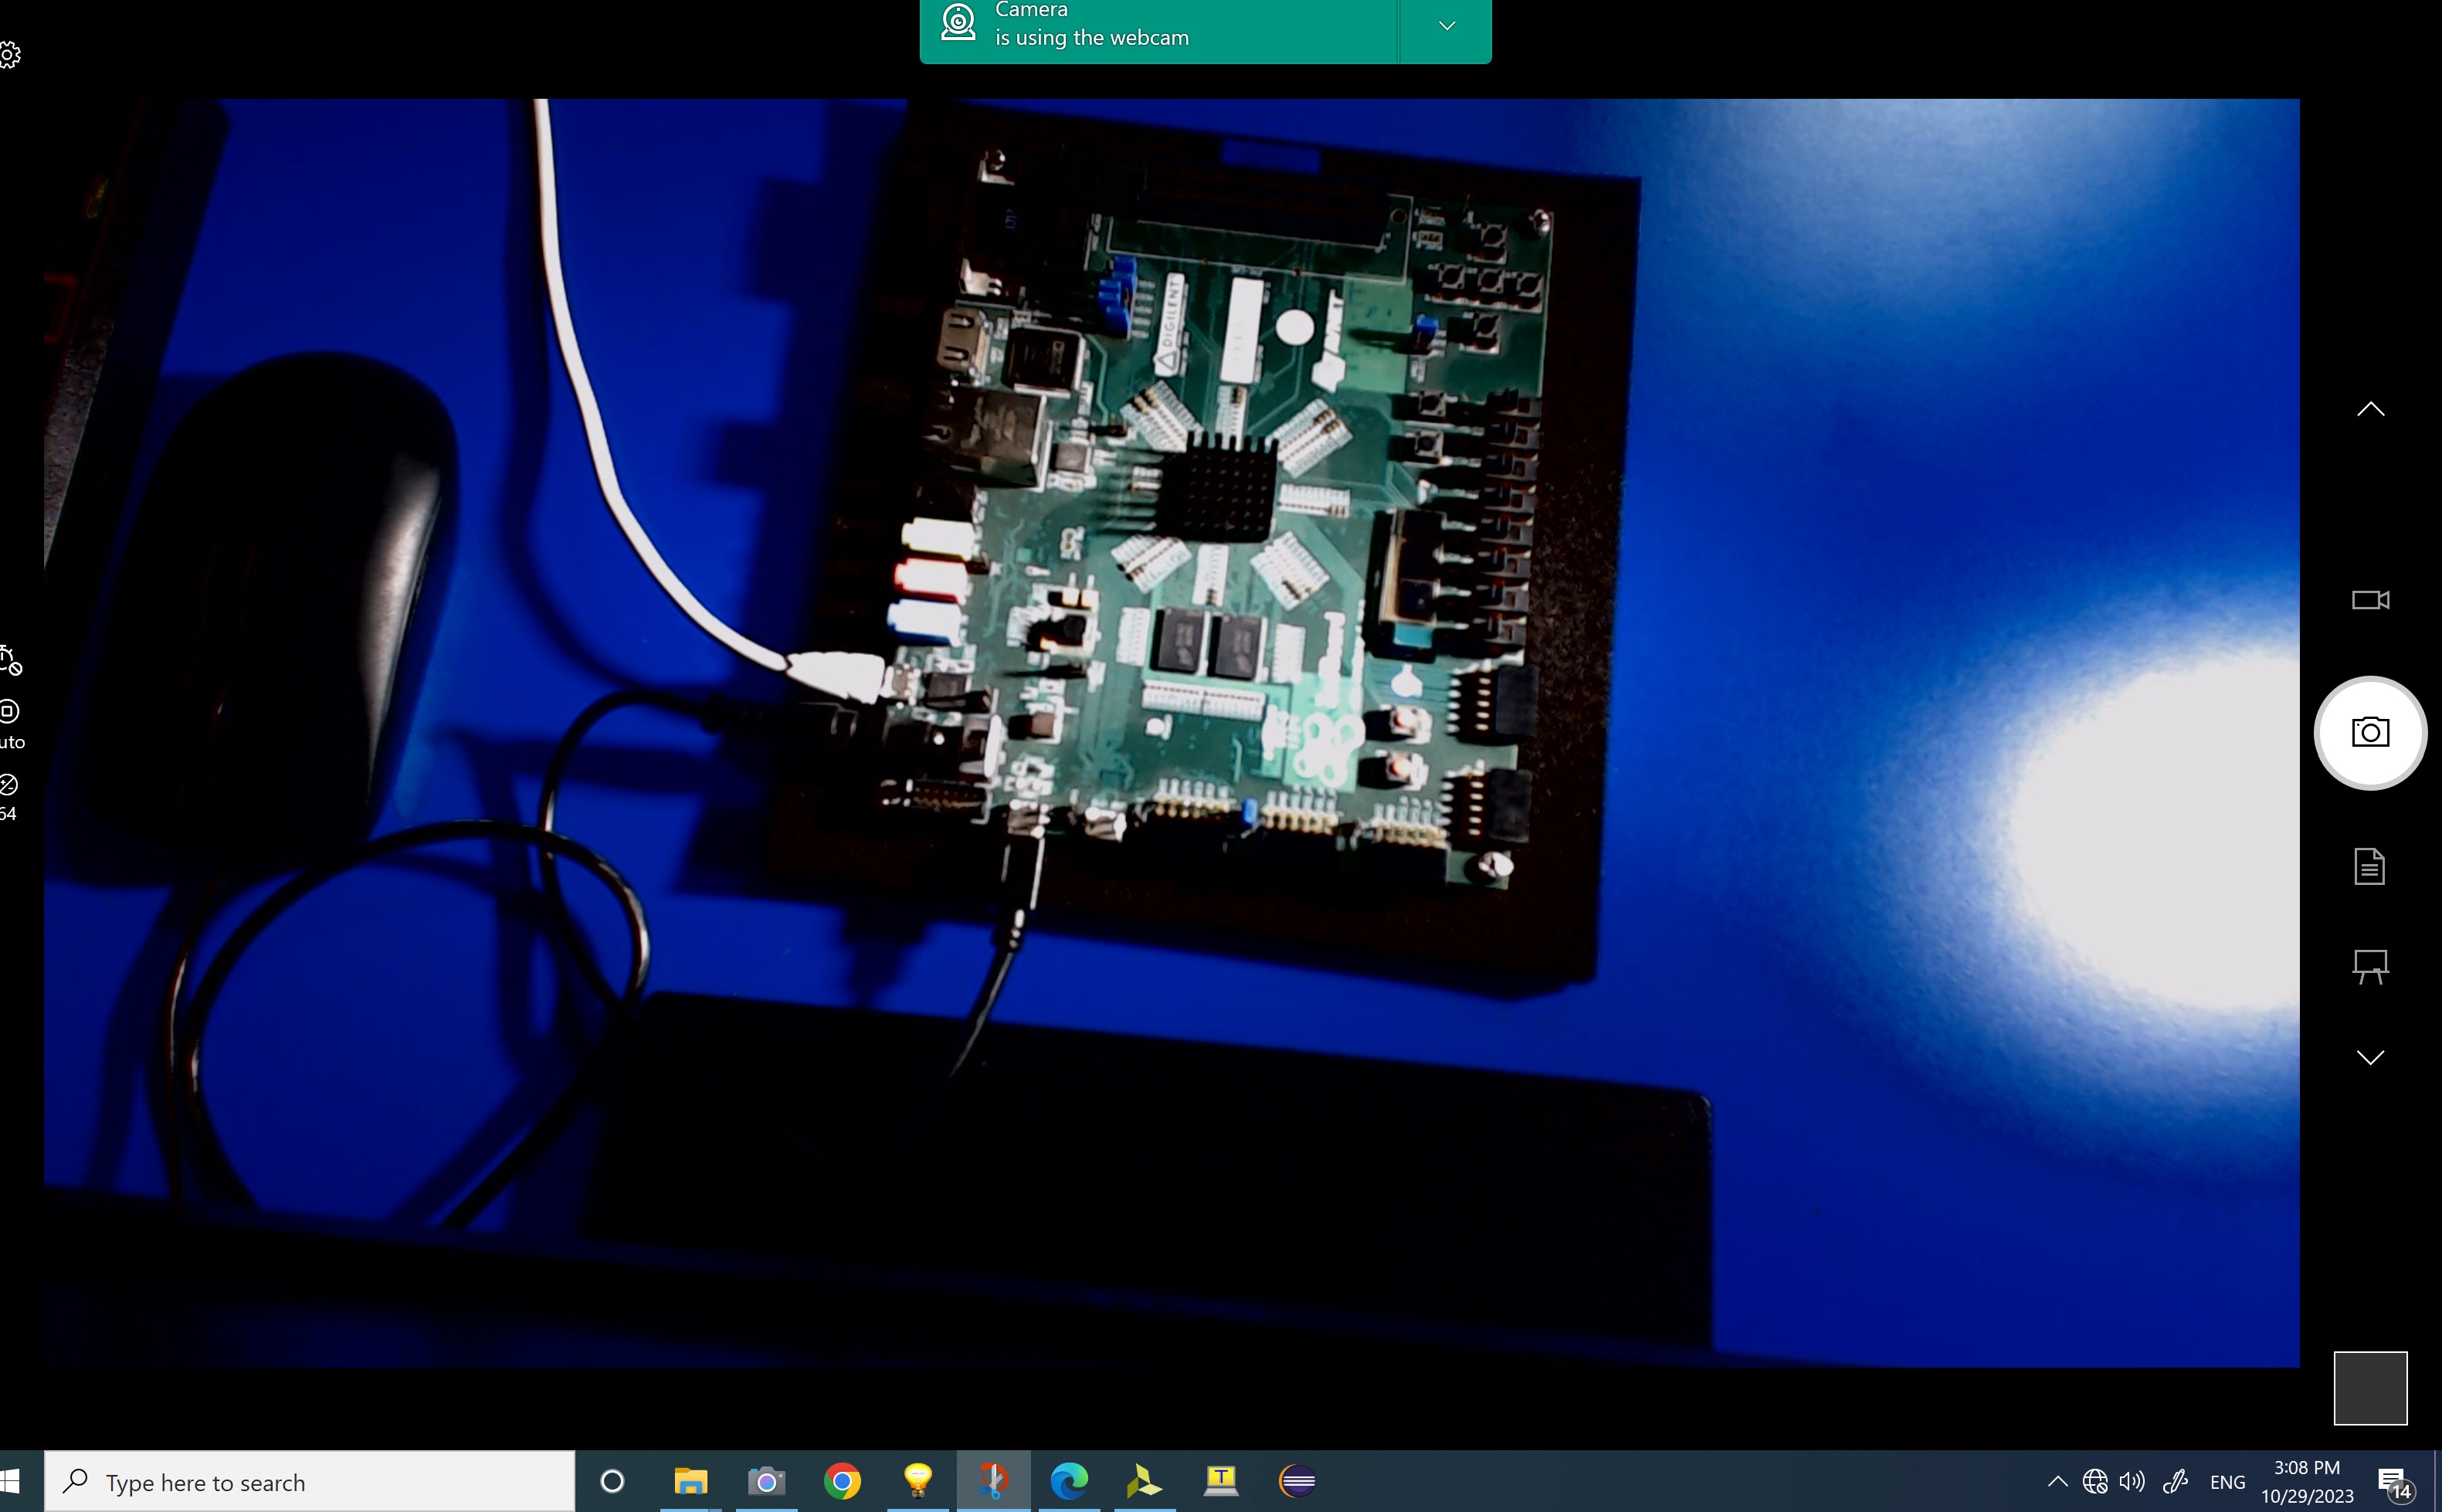 Camera
is using the webcam
DIGILENT
uto
64
Type here to search
T
ENG
3:08 PM
10/29/2023
14